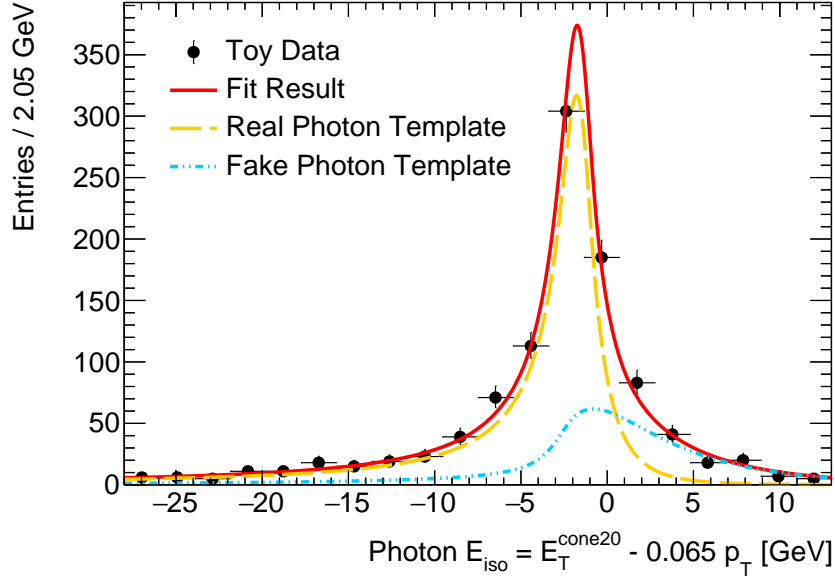 Entries / 2.05 GeV
350
300
250
200
150
100
50
0
Toy Data
Fit Result
Real Photon Template
Fake Photon Template
−25 −20 −15 −10 −5 0 5 10
Photon E_iso = E_T^cone20 - 0.065 p_T [GeV]